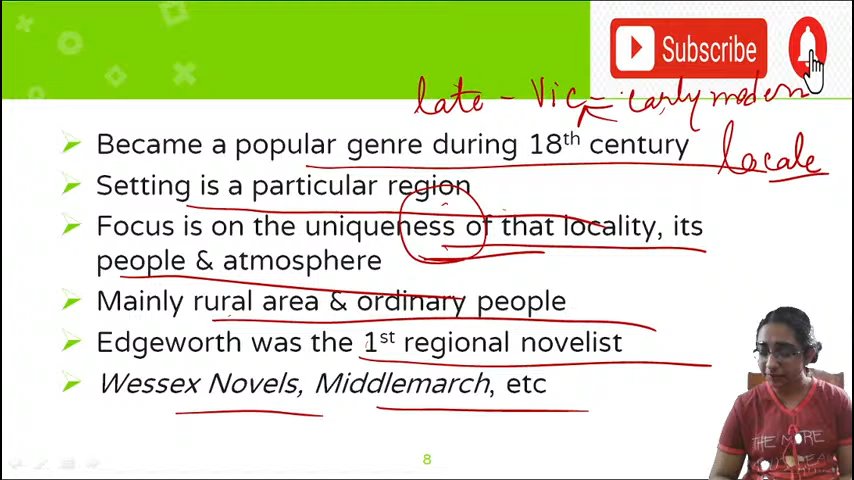 Subscribe
late - Vic = early modern
Became a popular genre during 18th century
locale
Setting is a particular region
Focus is on the uniqueness of that locality, its
people & atmosphere
Mainly rural area & ordinary people
Edgeworth was the 1st regional novelist
Wessex Novels, Middlemarch, etc
THE MORE
8